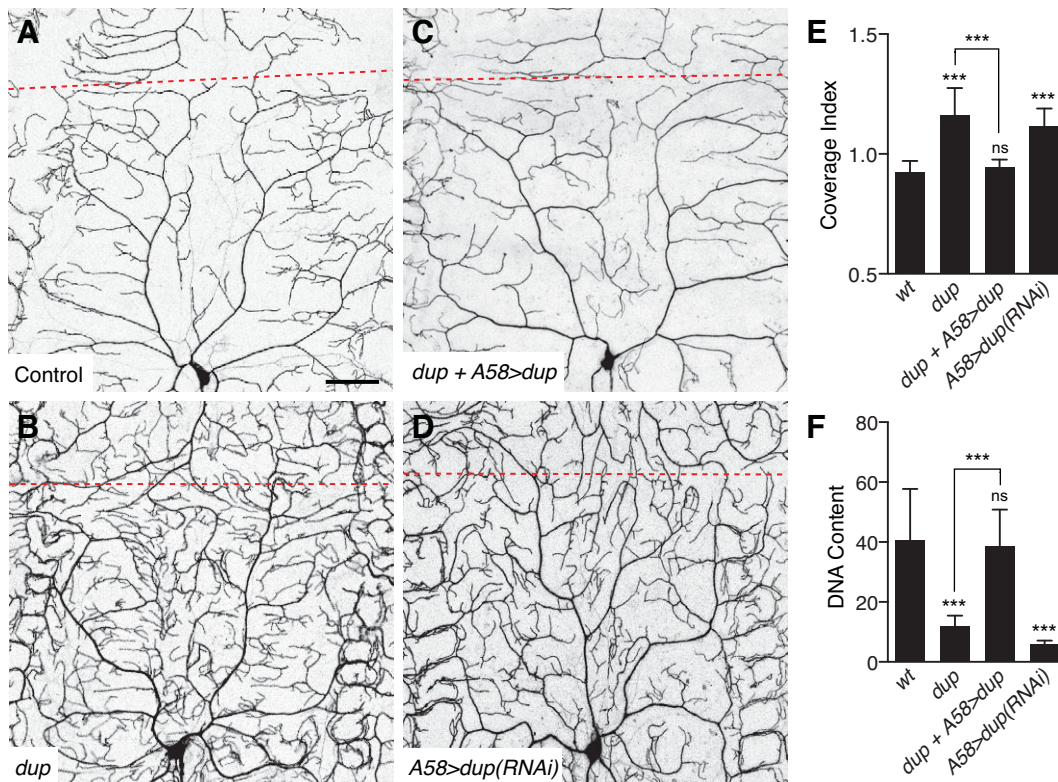 A
Control
B
dup
C
dup + A58>dup
D
A58>dup(RNAi)
E
***
***
ns
***
1.5
1.0
0.5
Coverage Index
wt
dup
dup + A58>dup
A58>dup(RNAi)
F
***
***
ns
***
80
60
40
20
0
DNA Content
wt
dup
dup + A58>dup
A58>dup(RNAi)